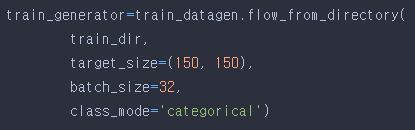 train_generator=train_datagen.flow_from_directory(
        train_dir,
        target_size=(150, 150),
        batch_size=32,
        class_mode='categorical')